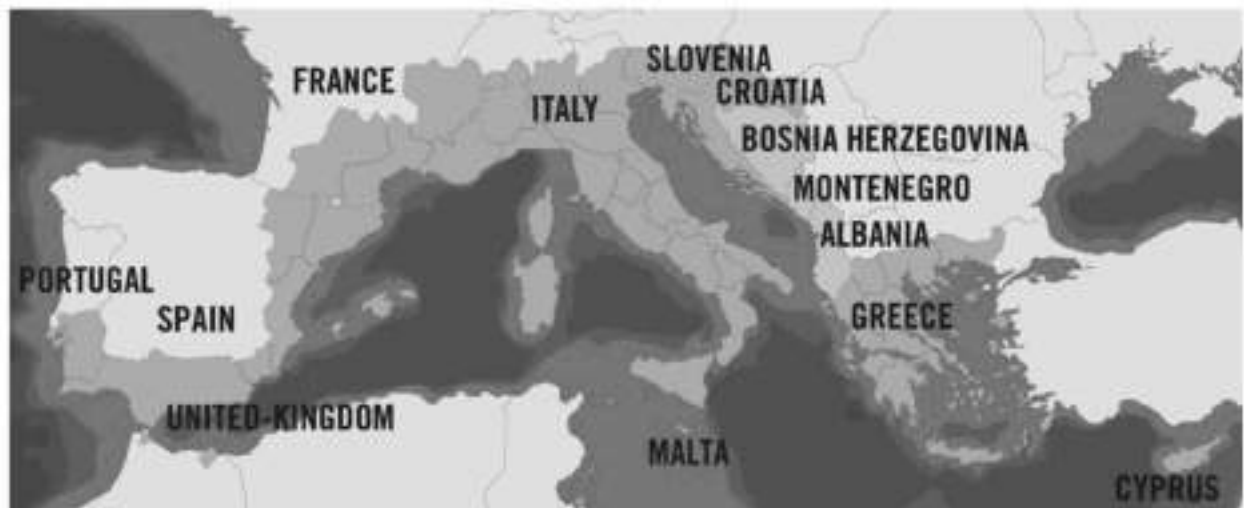 SLOVENIA
FRANCE
CROATIA
ITALY
BOSNIA HERZEGOVINA
MONTENEGRO
ALBANIA
PORTUGAL
SPAIN
GREECE
UNITED-KINGDOM
MALTA
CYPRUS